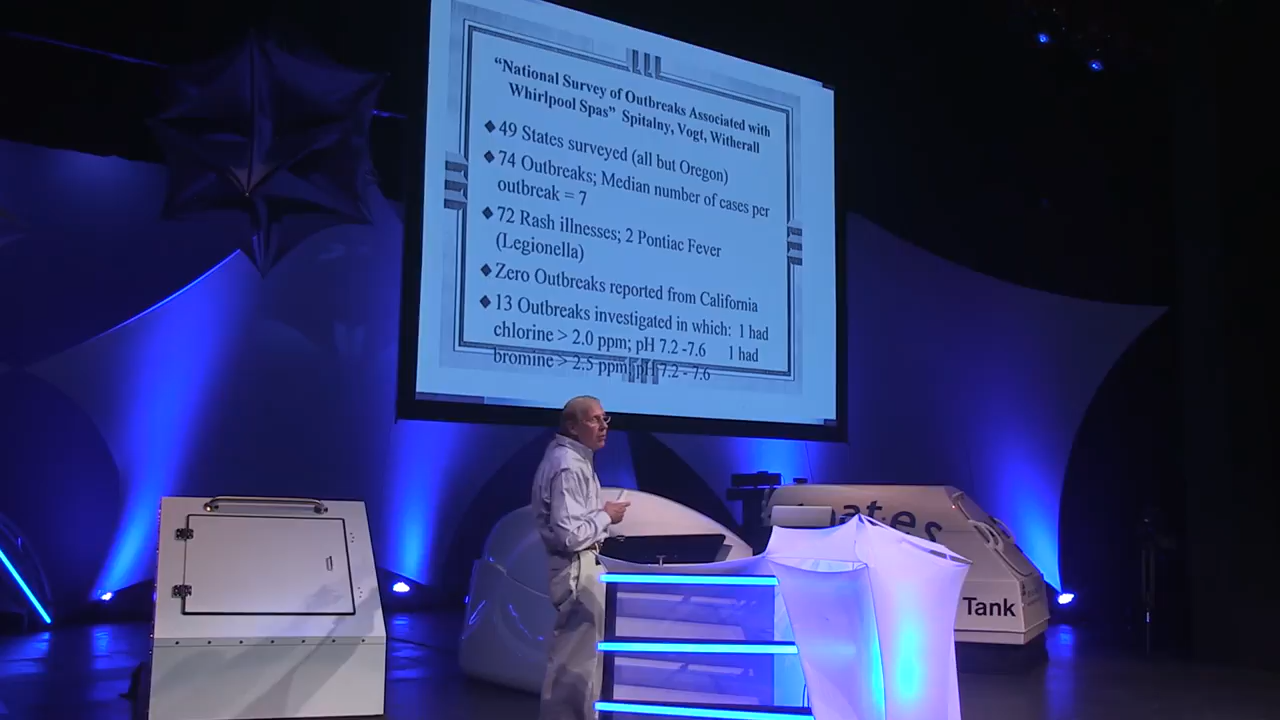 “National Survey of Outbreaks Associated with
Whirlpool Spas” Spitalny, Vogt, Witherall
49 States surveyed (all but Oregon)
74 Outbreaks; Median number of cases per
outbreak = 7
72 Rash illnesses; 2 Pontiac Fever
(Legionella)
Zero Outbreaks reported from California
13 Outbreaks investigated in which: 1 had
chlorine > 2.0 ppm; pH 7.2 -7.6 1 had
bromine > 2.5 ppm; pH 7.2 - 7.6
Tank